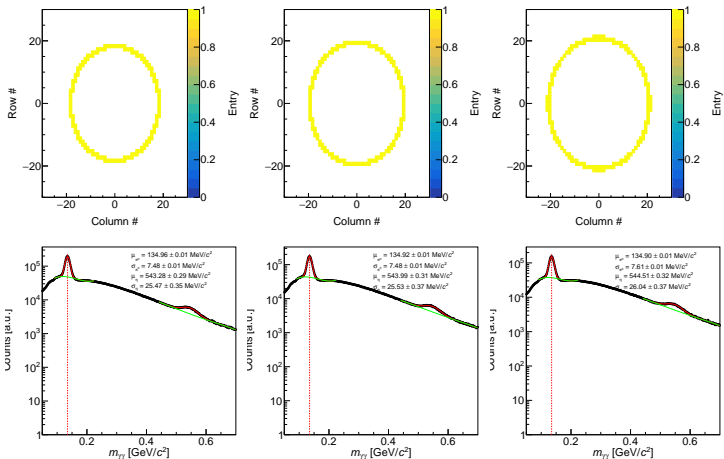 20
0
−20
Row #
−20
0
20
Column #
1
0.8
0.6
0.4
0.2
0
Entry
20
0
−20
Row #
−20
0
20
Column #
1
0.8
0.6
0.4
0.2
0
Entry
20
0
−20
Row #
−20
0
20
Column #
1
0.8
0.6
0.4
0.2
0
Entry
μπ⁰ = 134.96 ± 0.01 MeV/c²
σπ⁰ = 7.48 ± 0.01 MeV/c²
μη = 543.28 ± 0.29 MeV/c²
ση = 25.47 ± 0.35 MeV/c²
10⁵
10⁴
10³
10²
10
1
Counts [a.u.]
0.2
0.4
0.6
mγγ [GeV/c²]
μπ⁰ = 134.92 ± 0.01 MeV/c²
σπ⁰ = 7.48 ± 0.01 MeV/c²
μη = 543.99 ± 0.31 MeV/c²
ση = 25.53 ± 0.37 MeV/c²
10⁵
10⁴
10³
10²
10
1
Counts [a.u.]
0.2
0.4
0.6
mγγ [GeV/c²]
μπ⁰ = 134.90 ± 0.01 MeV/c²
σπ⁰ = 7.61 ± 0.01 MeV/c²
μη = 544.51 ± 0.32 MeV/c²
ση = 26.04 ± 0.37 MeV/c²
10⁵
10⁴
10³
10²
10
1
Counts [a.u.]
0.2
0.4
0.6
mγγ [GeV/c²]